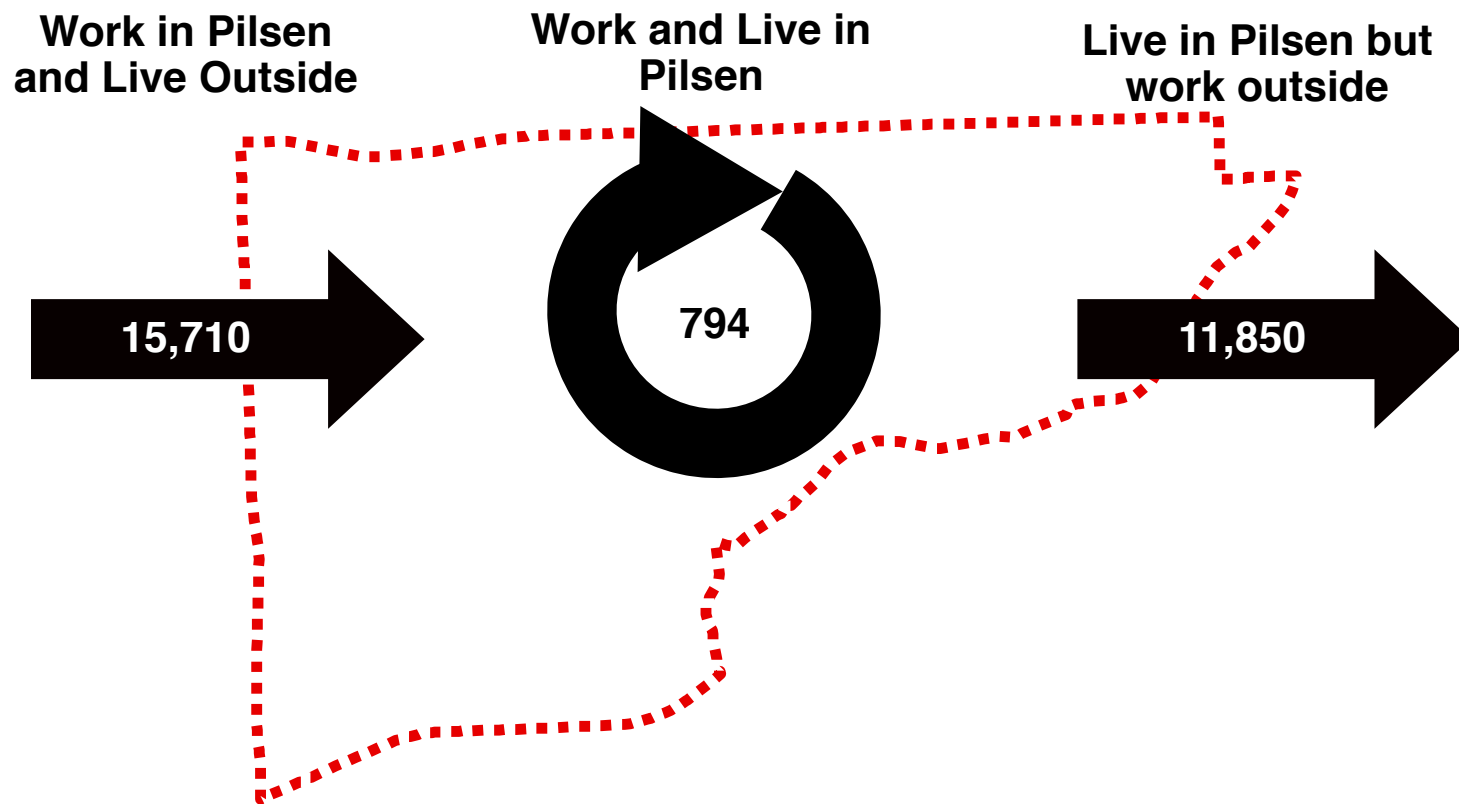 Work in Pilsen
and Live Outside
Work and Live in
Pilsen
Live in Pilsen but
work outside
15,710
794
11,850